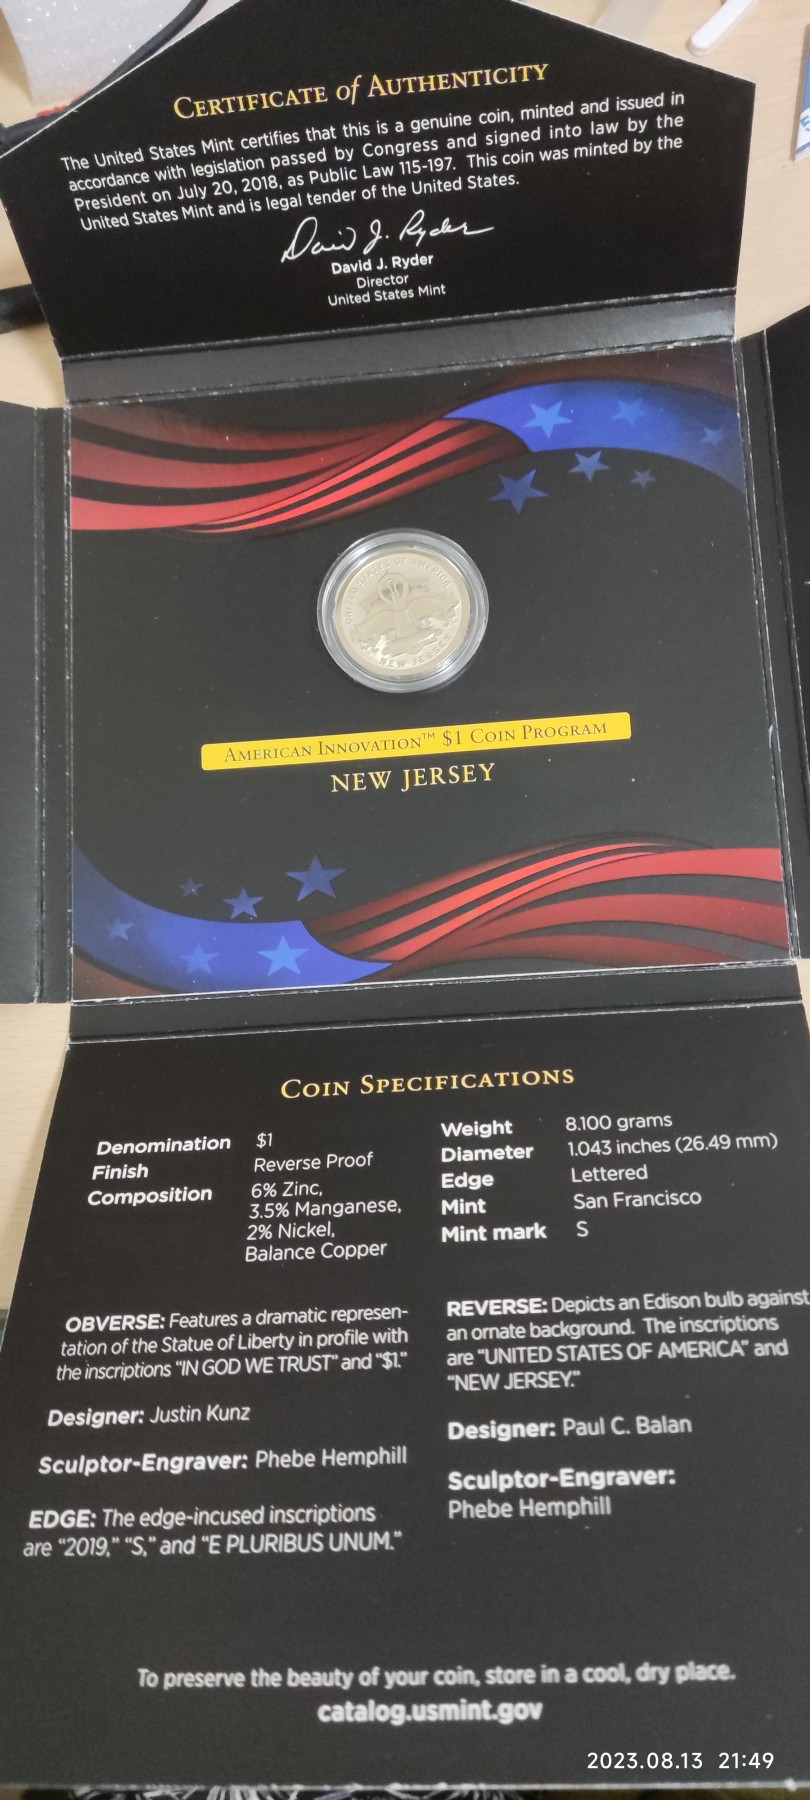 CERTIFICATE of AUTHENTICITY
The United States Mint certifies that this is a genuine coin, minted and issued in
accordance with legislation passed by Congress and signed into law by the
President on July 20, 2018, as Public Law 115-197. This coin was minted by the
United States Mint and is legal tender of the United States.
David J. Ryder
David J. Ryder
Director
United States Mint
UNITED STATES OF AMERICA
NEW JERSEY
AMERICAN INNOVATION™ $1 COIN PROGRAM
NEW JERSEY
COIN SPECIFICATIONS
Denomination $1
Finish Reverse Proof
Composition 6% Zinc,
3.5% Manganese,
2% Nickel,
Balance Copper
Weight 8.100 grams
Diameter 1.043 inches (26.49 mm)
Edge Lettered
Mint San Francisco
Mint mark S
OBVERSE: Features a dramatic represen-
tation of the Statue of Liberty in profile with
the inscriptions "IN GOD WE TRUST" and "$1."
Designer: Justin Kunz
Sculptor-Engraver: Phebe Hemphill
EDGE: The edge-incused inscriptions
are "2019," "S," and "E PLURIBUS UNUM."
REVERSE: Depicts an Edison bulb against
an ornate background. The inscriptions
are "UNITED STATES OF AMERICA" and
"NEW JERSEY."
Designer: Paul C. Balan
Sculptor-Engraver:
Phebe Hemphill
To preserve the beauty of your coin, store in a cool, dry place.
catalog.usmint.gov
2023.08.13 21:49